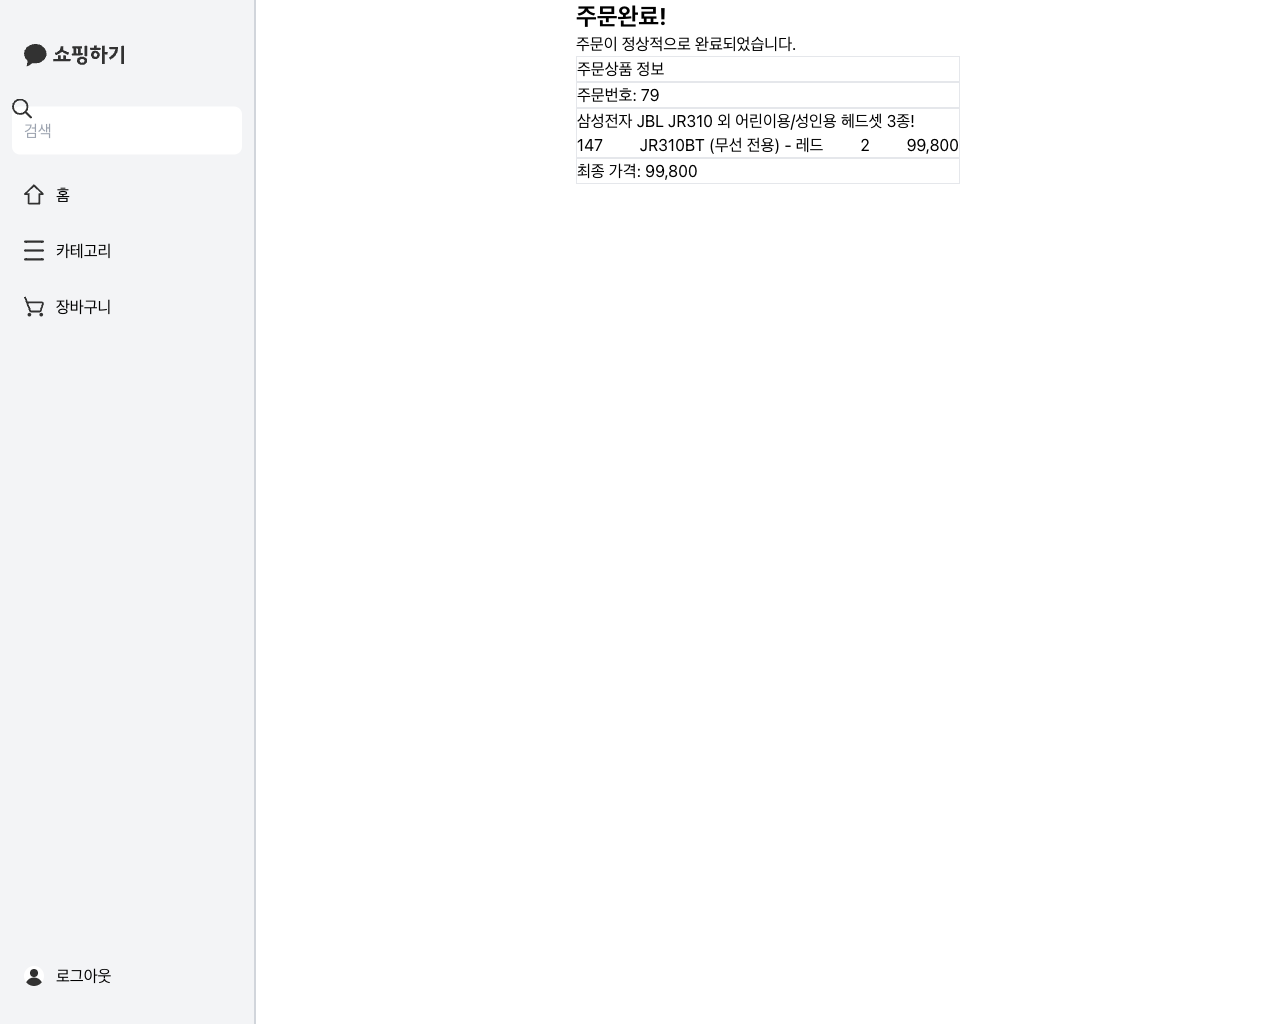 쇼핑하기
검색
홈
카테고리
장바구니
로그아웃
주문완료!
주문이 정상적으로 완료되었습니다.
주문상품 정보
주문번호: 79
삼성전자 JBL JR310 외 어린이용/성인용 헤드셋 3종!
147 JR310BT (무선 전용) - 레드 2 99,800
최종 가격: 99,800